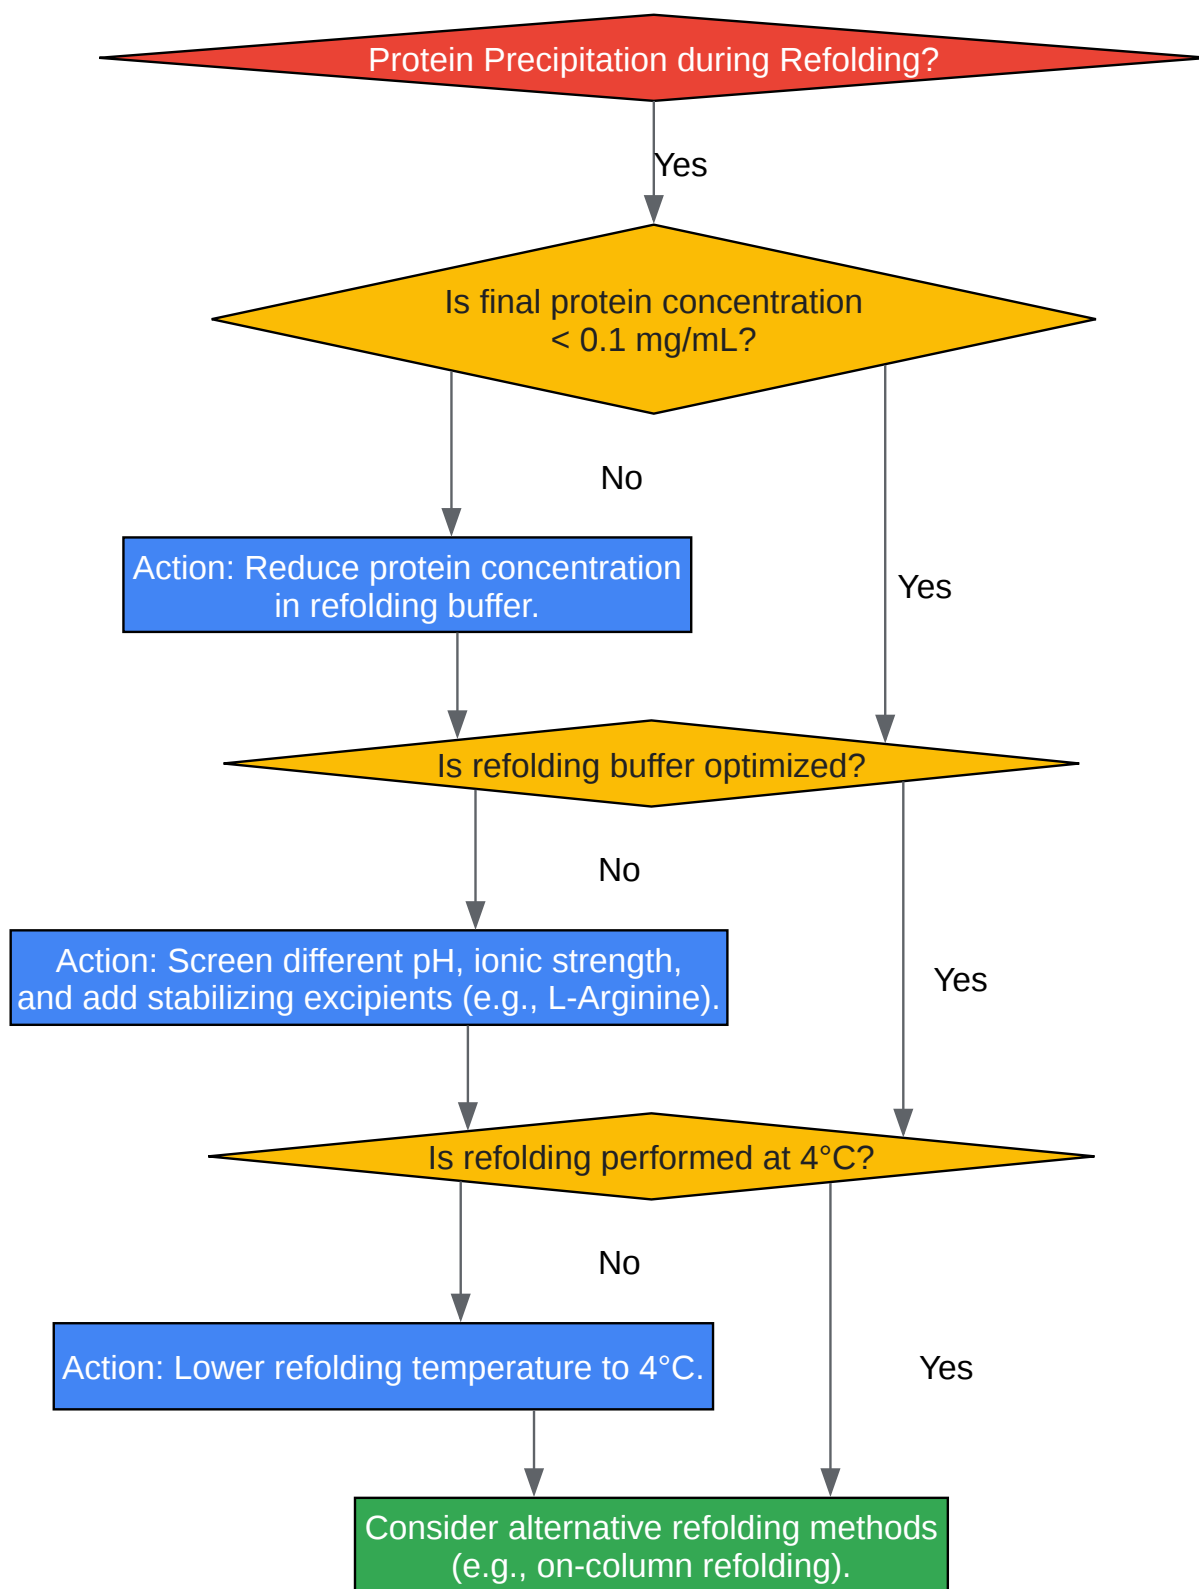 Protein Precipitation during Refolding?
Yes
Is final protein concentration
< 0.1 mg/mL?
No
Action: Reduce protein concentration
in refolding buffer.
Yes
Is refolding buffer optimized?
No
Action: Screen different pH, ionic strength,
and add stabilizing excipients (e.g., L-Arginine).
Yes
Is refolding performed at 4°C?
No
Action: Lower refolding temperature to 4°C.
Yes
Consider alternative refolding methods
(e.g., on-column refolding).